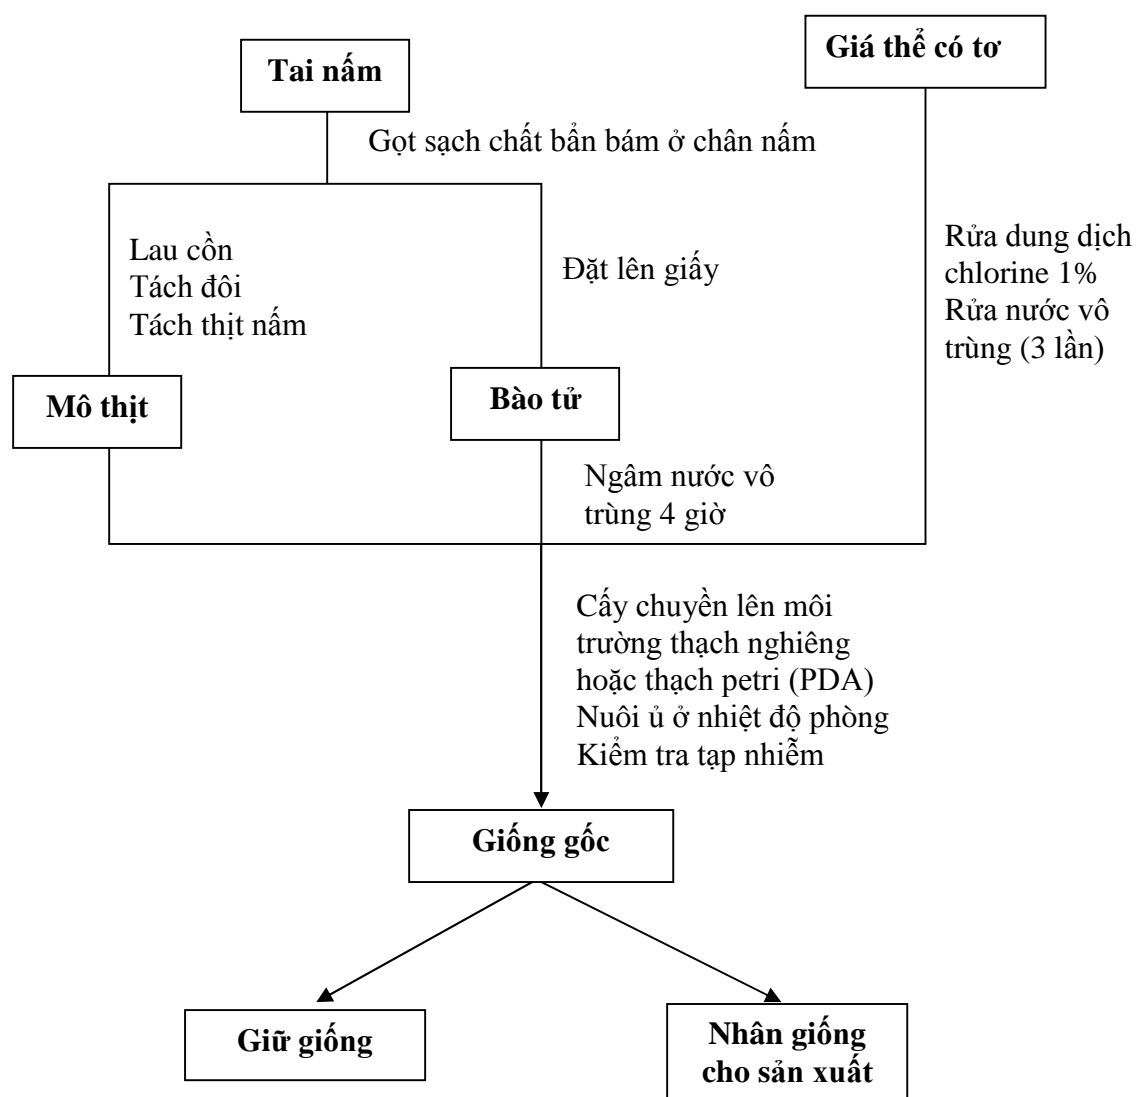 Giá thể có tơ
Tai nấm
Gọt sạch chất bẩn bám ở chân nấm
Lau cồn
Tách đôi
Tách thịt nấm
Đặt lên giấy
Rửa dung dịch
chlorine 1%
Rửa nước vô
trùng (3 lần)
Mô thịt
Bào tử
Ngâm nước vô
trùng 4 giờ
Cấy chuyền lên môi
trường thạch nghiêng
hoặc thạch petri (PDA)
Nuôi ủ ở nhiệt độ phòng
Kiểm tra tạp nhiễm
Giống gốc
Giữ giống
Nhân giống
cho sản xuất